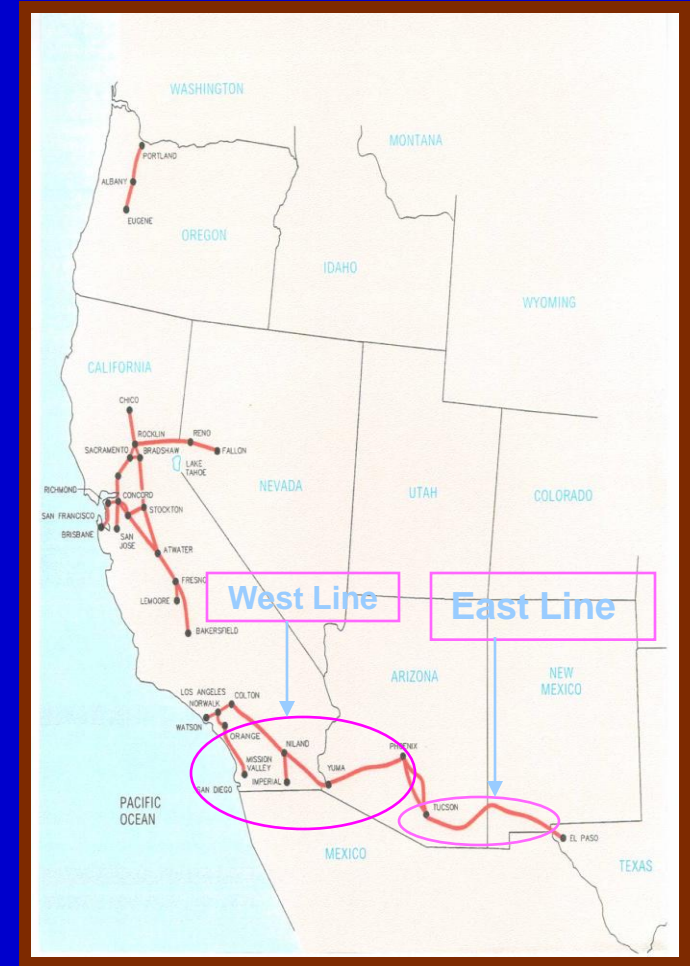 WASHINGTON
MONTANA
PORTLAND
ALBANY
EUGENE
OREGON
IDAHO
WYOMING
CALIFORNIA
CHICO
ROCKLIN
RENO
SACRAMENTO
BRADSHAW
FALLON
LAKE
TAHOE
NEVADA
UTAH
COLORADO
RICHMOND
CONCORD
STOCKTON
SAN FRANCISCO
BRISBANE
SAN
JOSE
ATWATER
FRESNO
LEMOORE
BAKERSFIELD
West Line
East Line
ARIZONA
NEW
MEXICO
LOS ANGELES
COLTON
NORWALK
WATSON
ORANGE
NILAND
PHOENIX
MISSION
VALLEY
IMPERIAL
YUMA
SAN DIEGO
TUCSON
PACIFIC
OCEAN
EL PASO
MEXICO
TEXAS